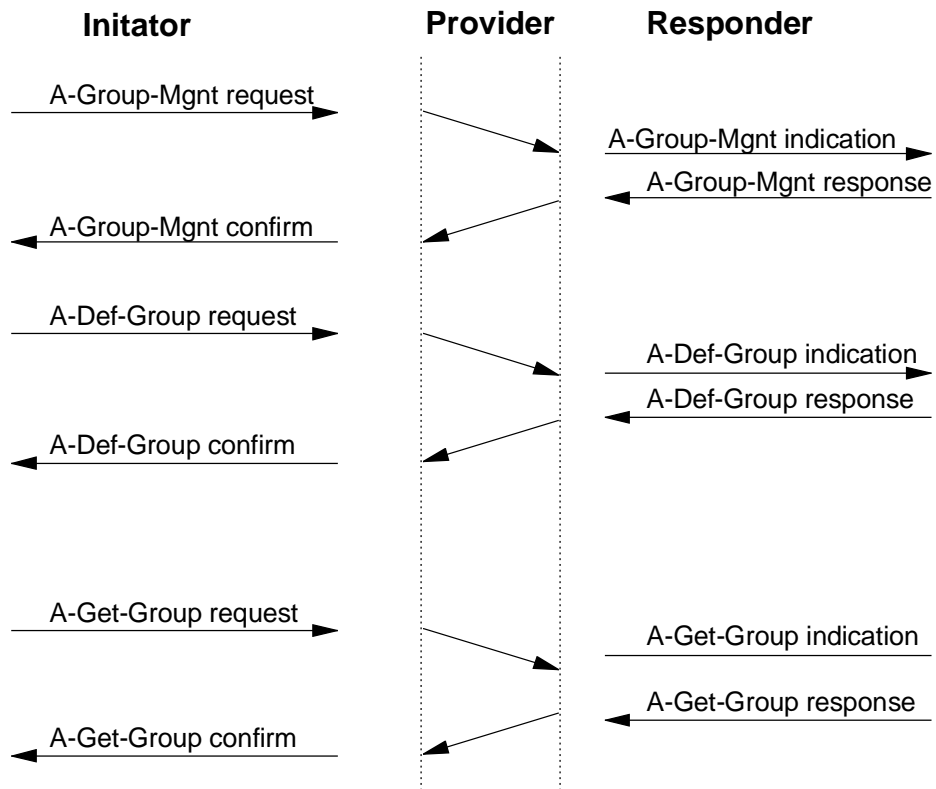 Initator
Provider
Responder
A-Group-Mgnt request
A-Group-Mgnt indication
A-Group-Mgnt response
A-Group-Mgnt confirm
A-Def-Group request
A-Def-Group indication
A-Def-Group response
A-Def-Group confirm
A-Get-Group request
A-Get-Group indication
A-Get-Group response
A-Get-Group confirm